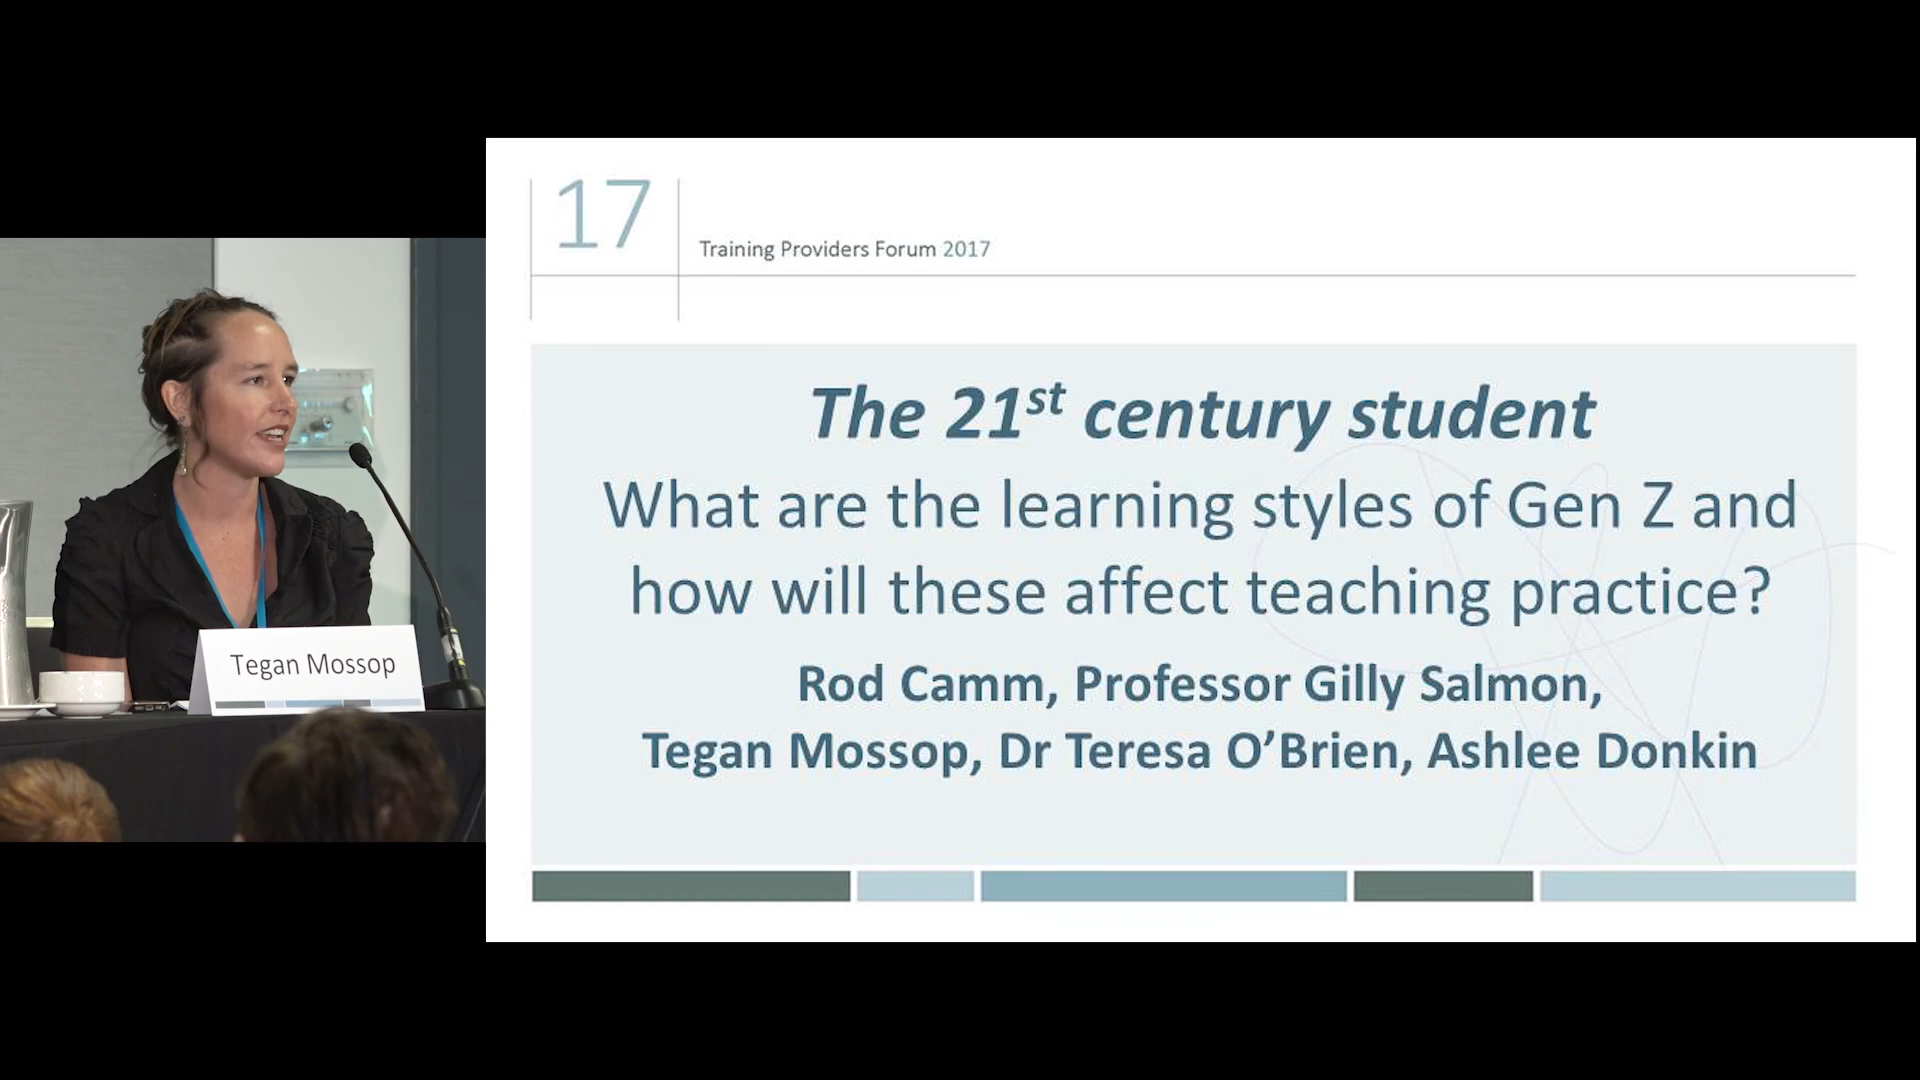 17
Training Providers Forum 2017
The 21st century student
What are the learning styles of Gen Z and
how will these affect teaching practice?
Rod Camm, Professor Gilly Salmon,
Tegan Mossop, Dr Teresa O’Brien, Ashlee Donkin
Tegan Mossop